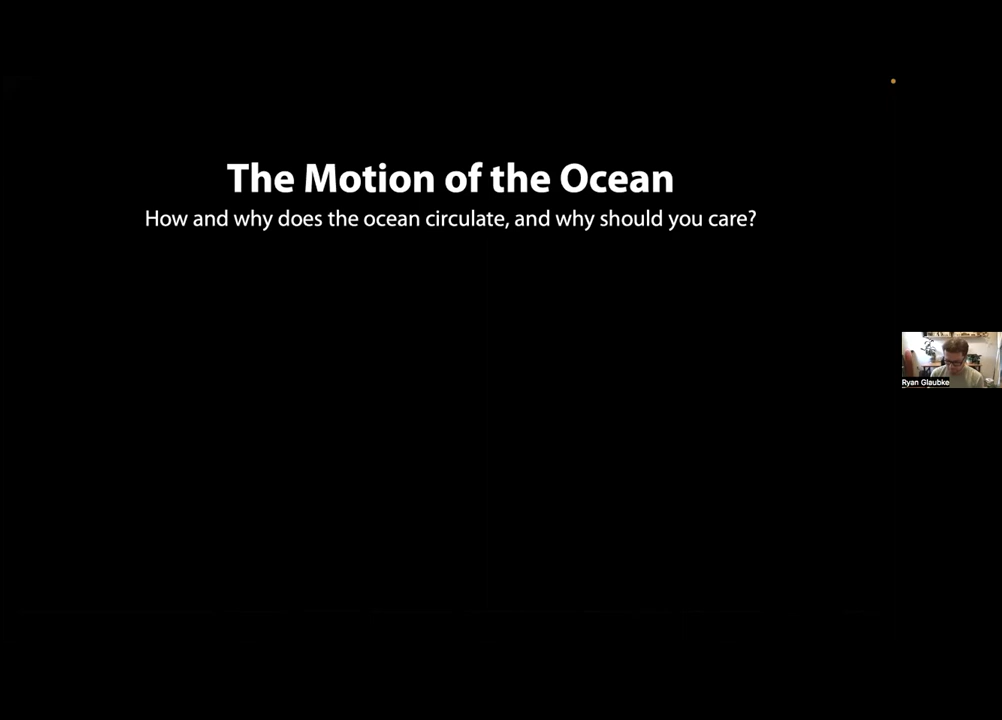 The Motion of the Ocean
How and why does the ocean circulate, and why should you care?
Ryan Glaubke